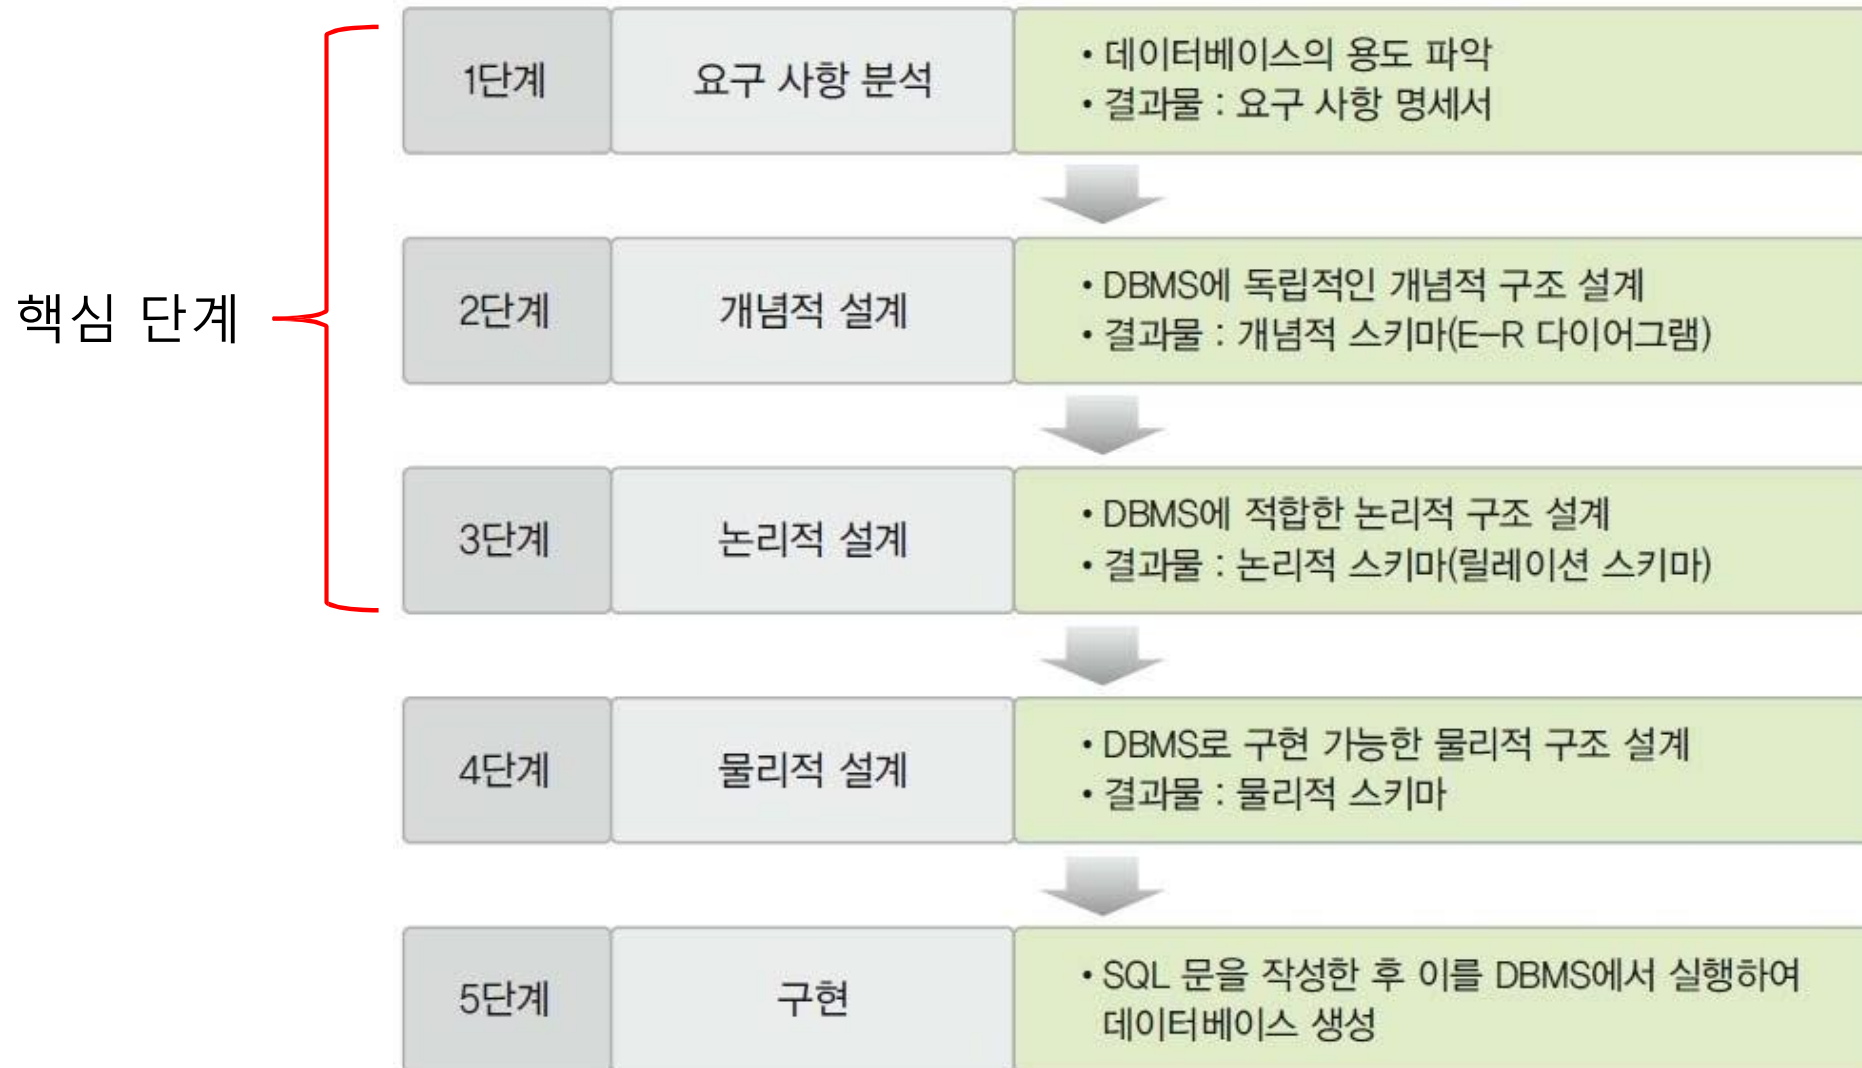 핵심 단계
1단계
요구 사항 분석
• 데이터베이스의 용도 파악
• 결과물 : 요구 사항 명세서
2단계
개념적 설계
• DBMS에 독립적인 개념적 구조 설계
• 결과물 : 개념적 스키마(E-R 다이어그램)
3단계
논리적 설계
• DBMS에 적합한 논리적 구조 설계
• 결과물 : 논리적 스키마(릴레이션 스키마)
4단계
물리적 설계
• DBMS로 구현 가능한 물리적 구조 설계
• 결과물 : 물리적 스키마
5단계
구현
• SQL 문을 작성한 후 이를 DBMS에서 실행하여
데이터베이스 생성